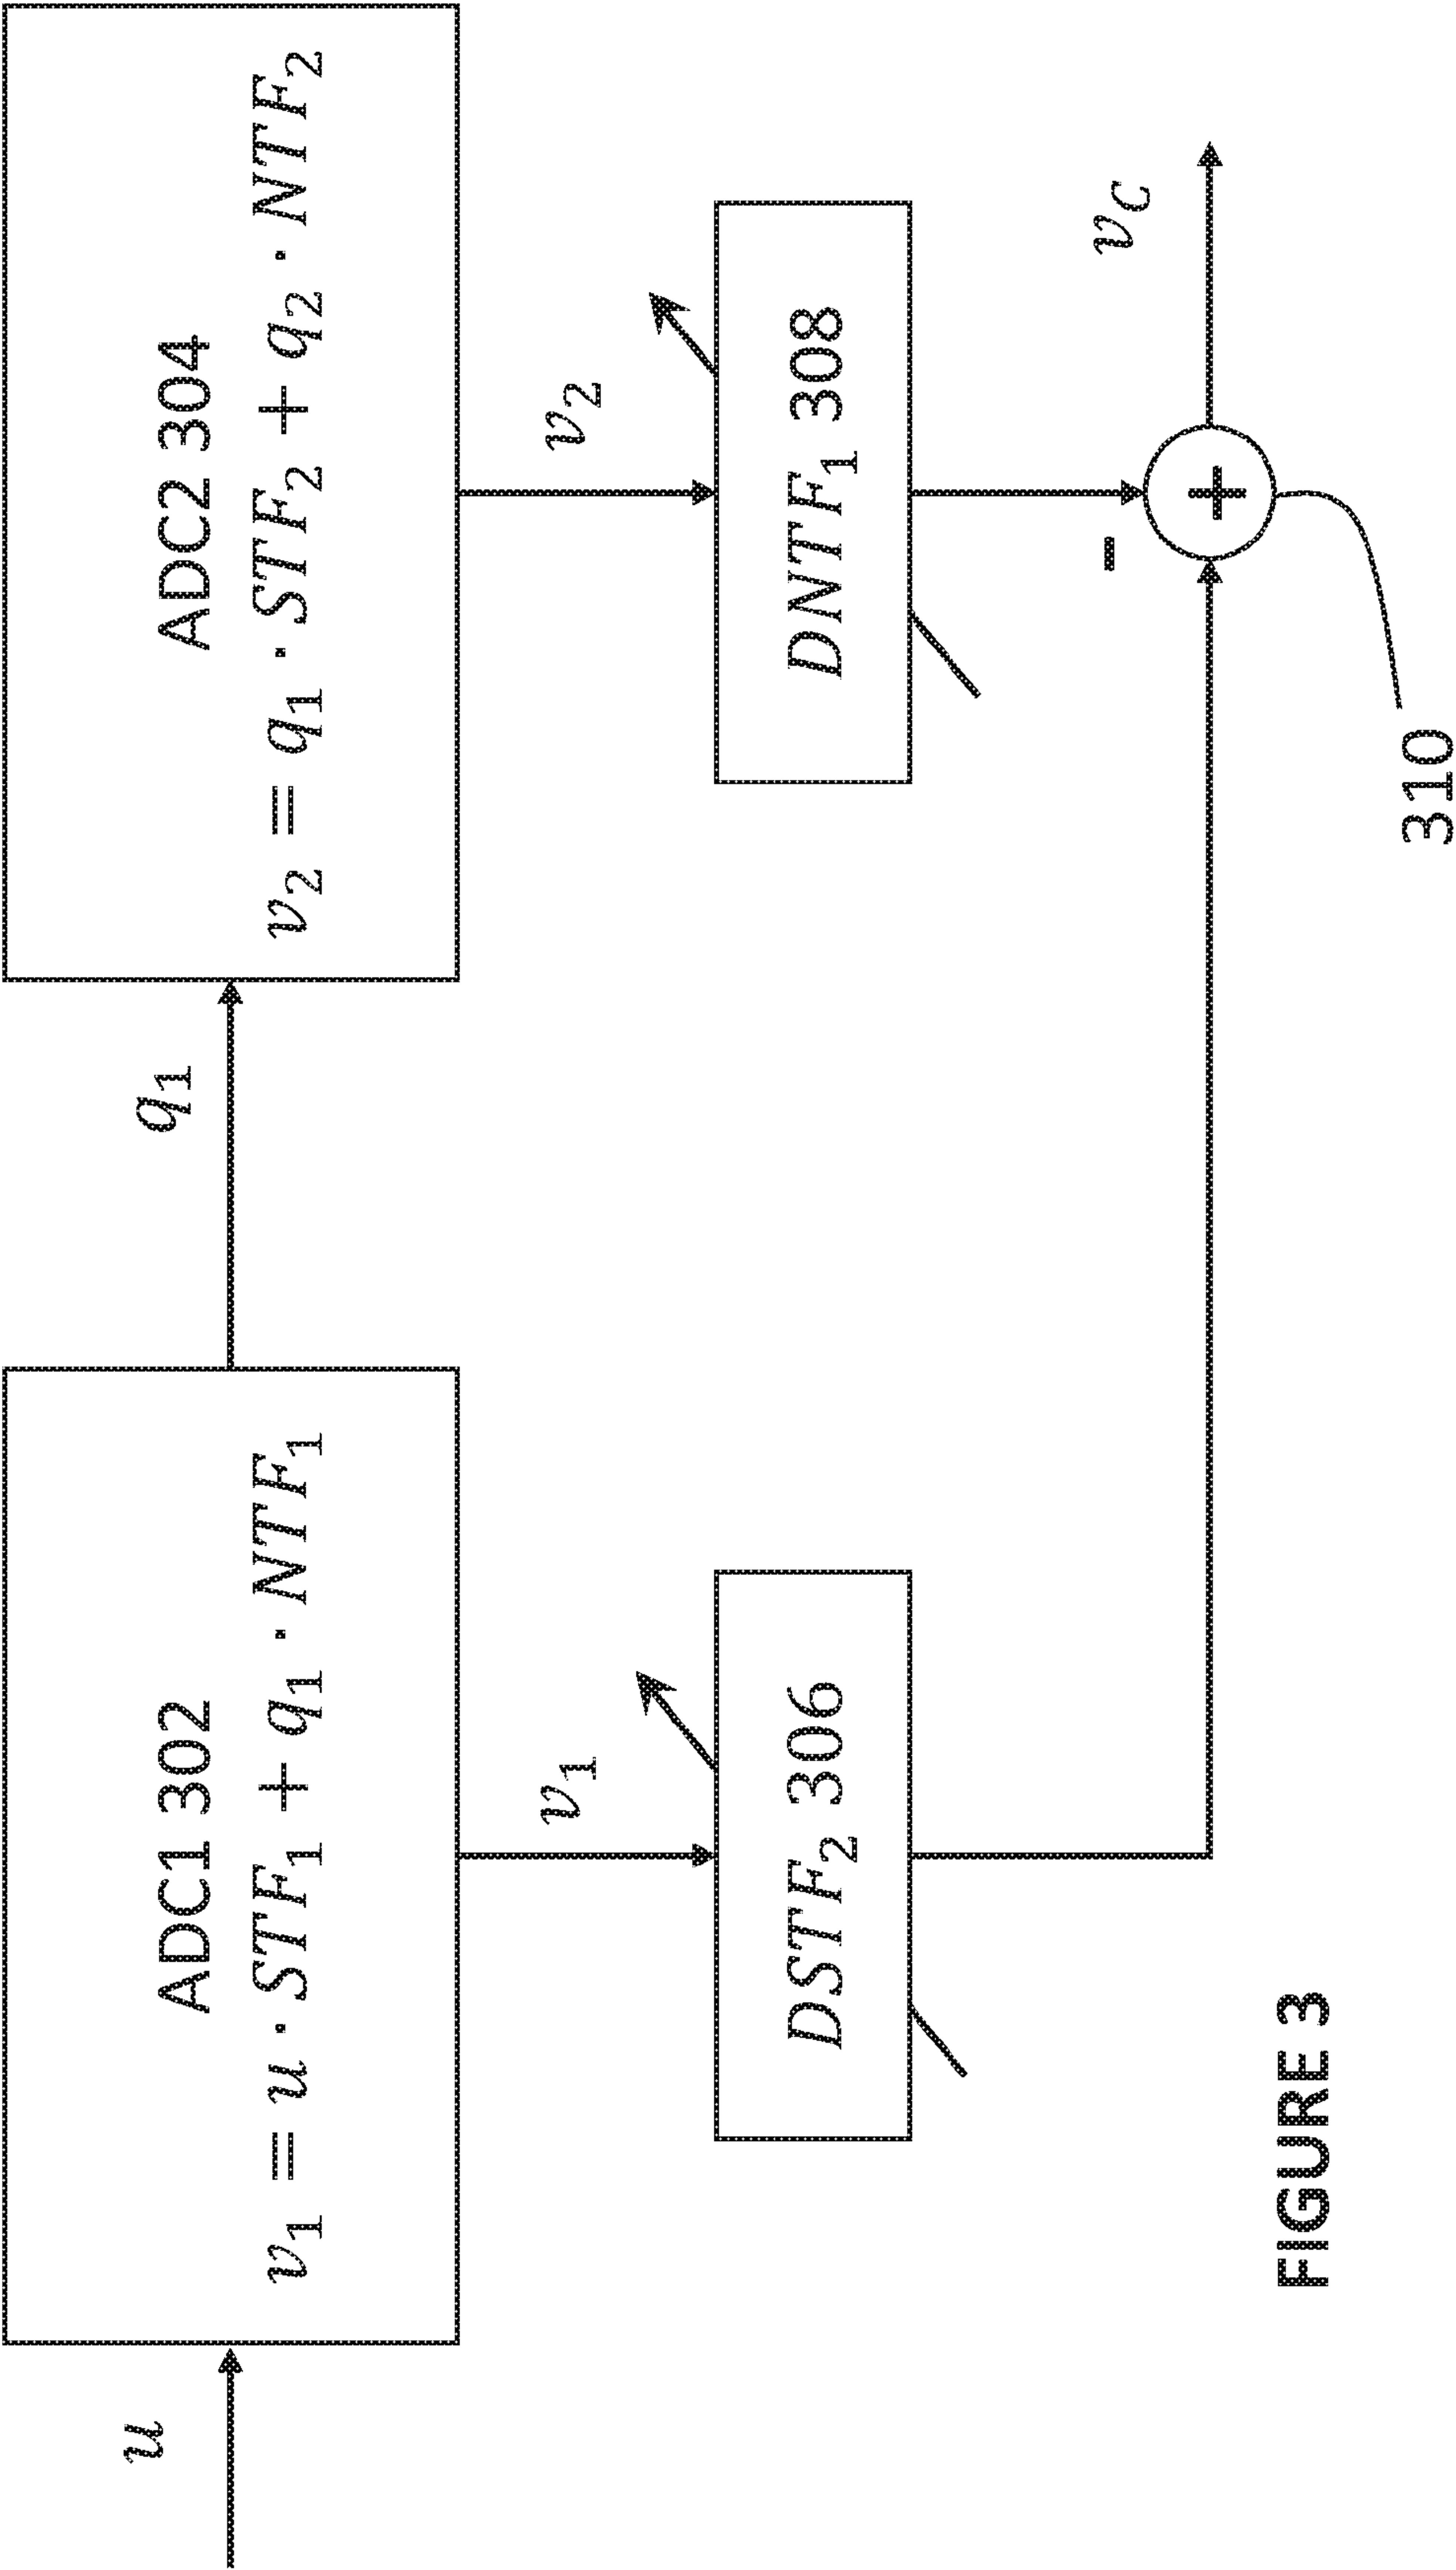 u
ADC1 302
v₁ = u · STF₁ + q₁ · NTF₁
q₁
ADC2 304
v₂ = q₁ · STF₂ + q₂ · NTF₂
v₁
v₂
DSTF₂ 306
DNTF₁ 308
-
+
v_C
310
FIGURE 3